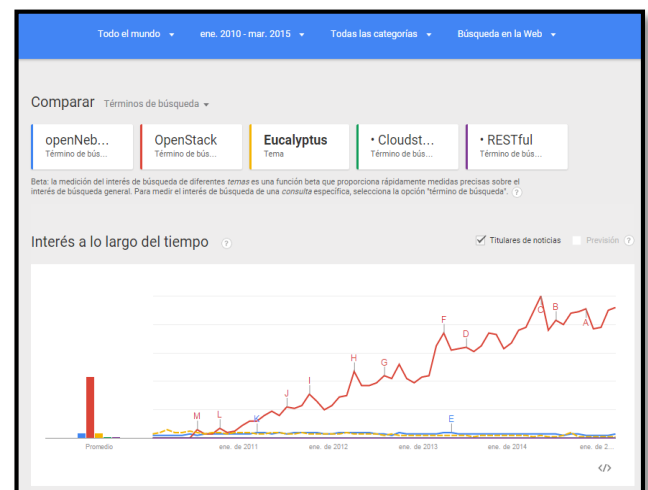 Todo el mundo ene. 2010 - mar. 2015 Todas las categorías Búsqueda en la Web
Comparar Términos de búsqueda
openNeb... OpenStack Eucalyptus • Cloudst... • RESTful
Término de bús... Término de bús... Tema Término de bús... Término de bús...
Beta: la medición del interés de búsqueda de diferentes temas es una función beta que proporciona rápidamente medidas precisas sobre el
interés de búsqueda general. Para medir el interés de búsqueda de una consulta específica, selecciona la opción "término de búsqueda". ?
Interés a lo largo del tiempo ? Titulares de noticias Previsión ?
C B
F A
D
H G
I
J
M L K E
Promedio ene. de 2011 ene. de 2012 ene. de 2013 ene. de 2014 ene. de 2...
</>